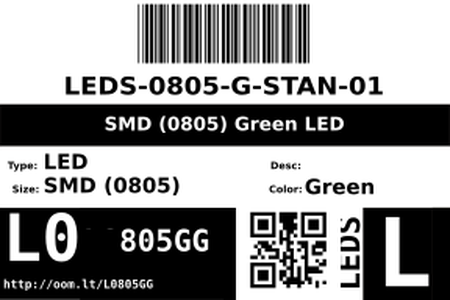 LEDS-0805-G-STAN-01
SMD (0805) Green LED
Type: LED
Desc:
Size: SMD (0805)
Color: Green
L0 805GG
http://oom.lt/L0805GG
LEDS
L